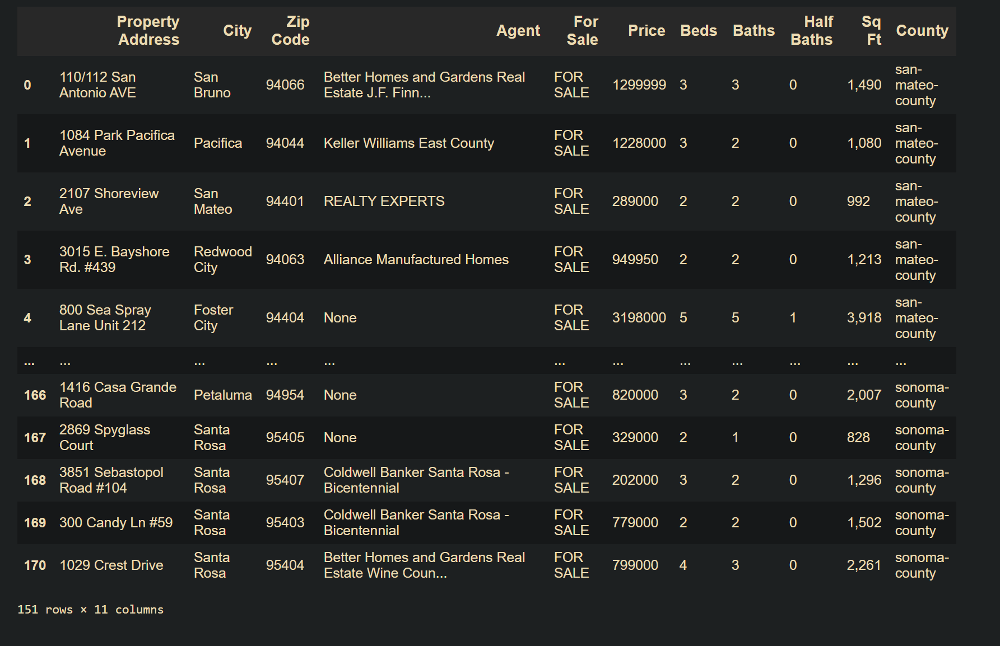 Property Address City Zip Code Agent For Sale Price Beds Baths Half Baths Sq Ft County
0 110/112 San Antonio AVE San Bruno 94066 Better Homes and Gardens Real Estate J.F. Finn... FOR SALE 1299999 3 3 0 1,490 san-mateo-county
1 1084 Park Pacifica Avenue Pacifica 94044 Keller Williams East County FOR SALE 1228000 3 2 0 1,080 san-mateo-county
2 2107 Shoreview Ave San Mateo 94401 REALTY EXPERTS FOR SALE 289000 2 2 0 992 san-mateo-county
3 3015 E. Bayshore Rd. #439 Redwood City 94063 Alliance Manufactured Homes FOR SALE 949950 2 2 0 1,213 san-mateo-county
4 800 Sea Spray Lane Unit 212 Foster City 94404 None FOR SALE 3198000 5 5 1 3,918 san-mateo-county
... ... ... ... ... ... ... ... ... ... ... ...
166 1416 Casa Grande Road Petaluma 94954 None FOR SALE 820000 3 2 0 2,007 sonoma-county
167 2869 Spyglass Court Santa Rosa 95405 None FOR SALE 329000 2 1 0 828 sonoma-county
168 3851 Sebastopol Road #104 Santa Rosa 95407 Coldwell Banker Santa Rosa - Bicentennial FOR SALE 202000 3 2 0 1,296 sonoma-county
169 300 Candy Ln #59 Santa Rosa 95403 Coldwell Banker Santa Rosa - Bicentennial FOR SALE 779000 2 2 0 1,502 sonoma-county
170 1029 Crest Drive Santa Rosa 95404 Better Homes and Gardens Real Estate Wine Coun... FOR SALE 799000 4 3 0 2,261 sonoma-county
151 rows × 11 columns